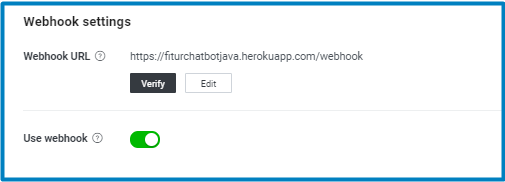 Webhook settings
Webhook URL https://fiturchatbotjava.herokuapp.com/webhook
Verify Edit
Use webhook